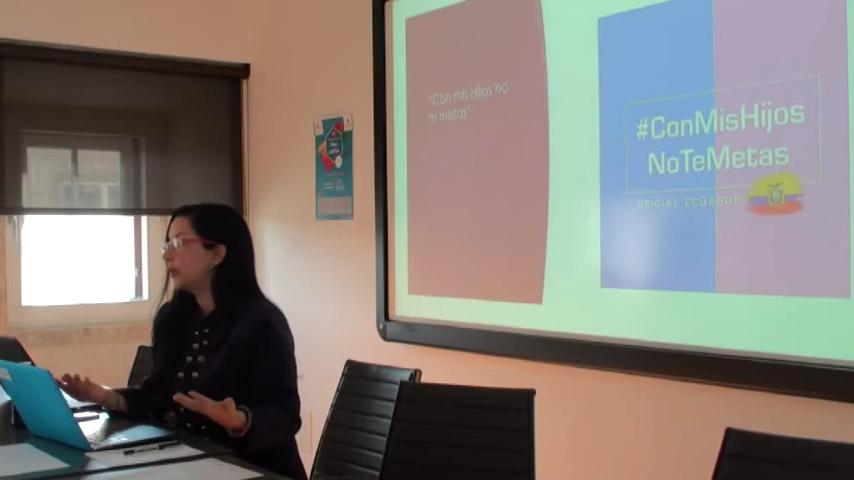 "Con mis Hijos no
te metas"
#ConMisHijos
NoTeMetas
OFICIAL ECUADOR